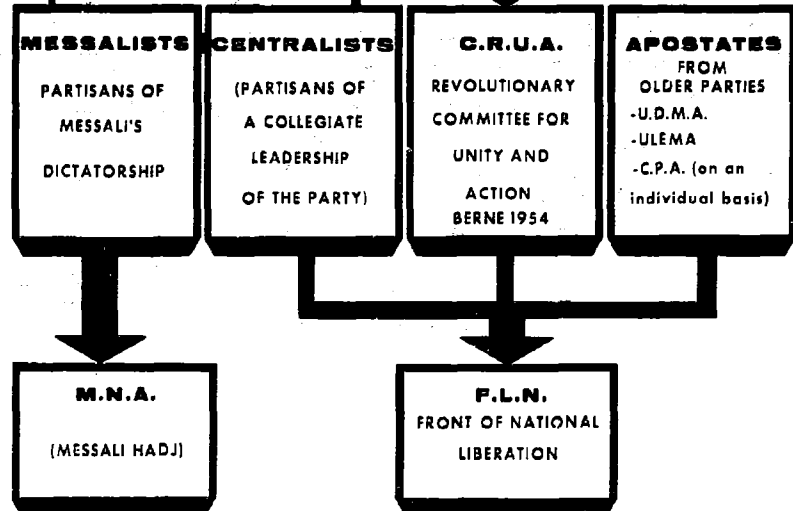 MESSALISTS
PARTISANS OF
MESSALI'S
DICTATORSHIP
CENTRALISTS
(PARTISANS OF
A COLLEGIATE
LEADERSHIP
OF THE PARTY)
C.R.U.A.
REVOLUTIONARY
COMMITTEE FOR
UNITY AND
ACTION
BERNE 1954
APOSTATES
FROM
OLDER PARTIES
-U.D.M.A.
-ULEMA
-C.P.A. (on an
individual basis)
M.N.A.
(MESSALI HADJ)
F.L.N.
FRONT OF NATIONAL
LIBERATION